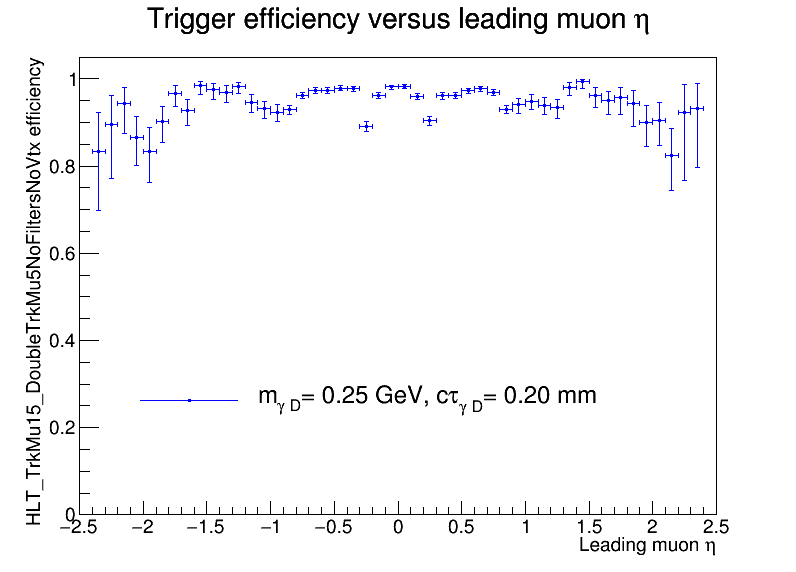 Trigger efficiency versus leading muon η
HLT_TrkMu15_DoubleTrkMu5NoFiltersNoVtx efficiency
1
0.8
0.6
0.4
0.2
0
m_γ D= 0.25 GeV, cτ_γ D= 0.20 mm
−2.5 −2 −1.5 −1 −0.5 0 0.5 1 1.5 2 2.5
Leading muon η